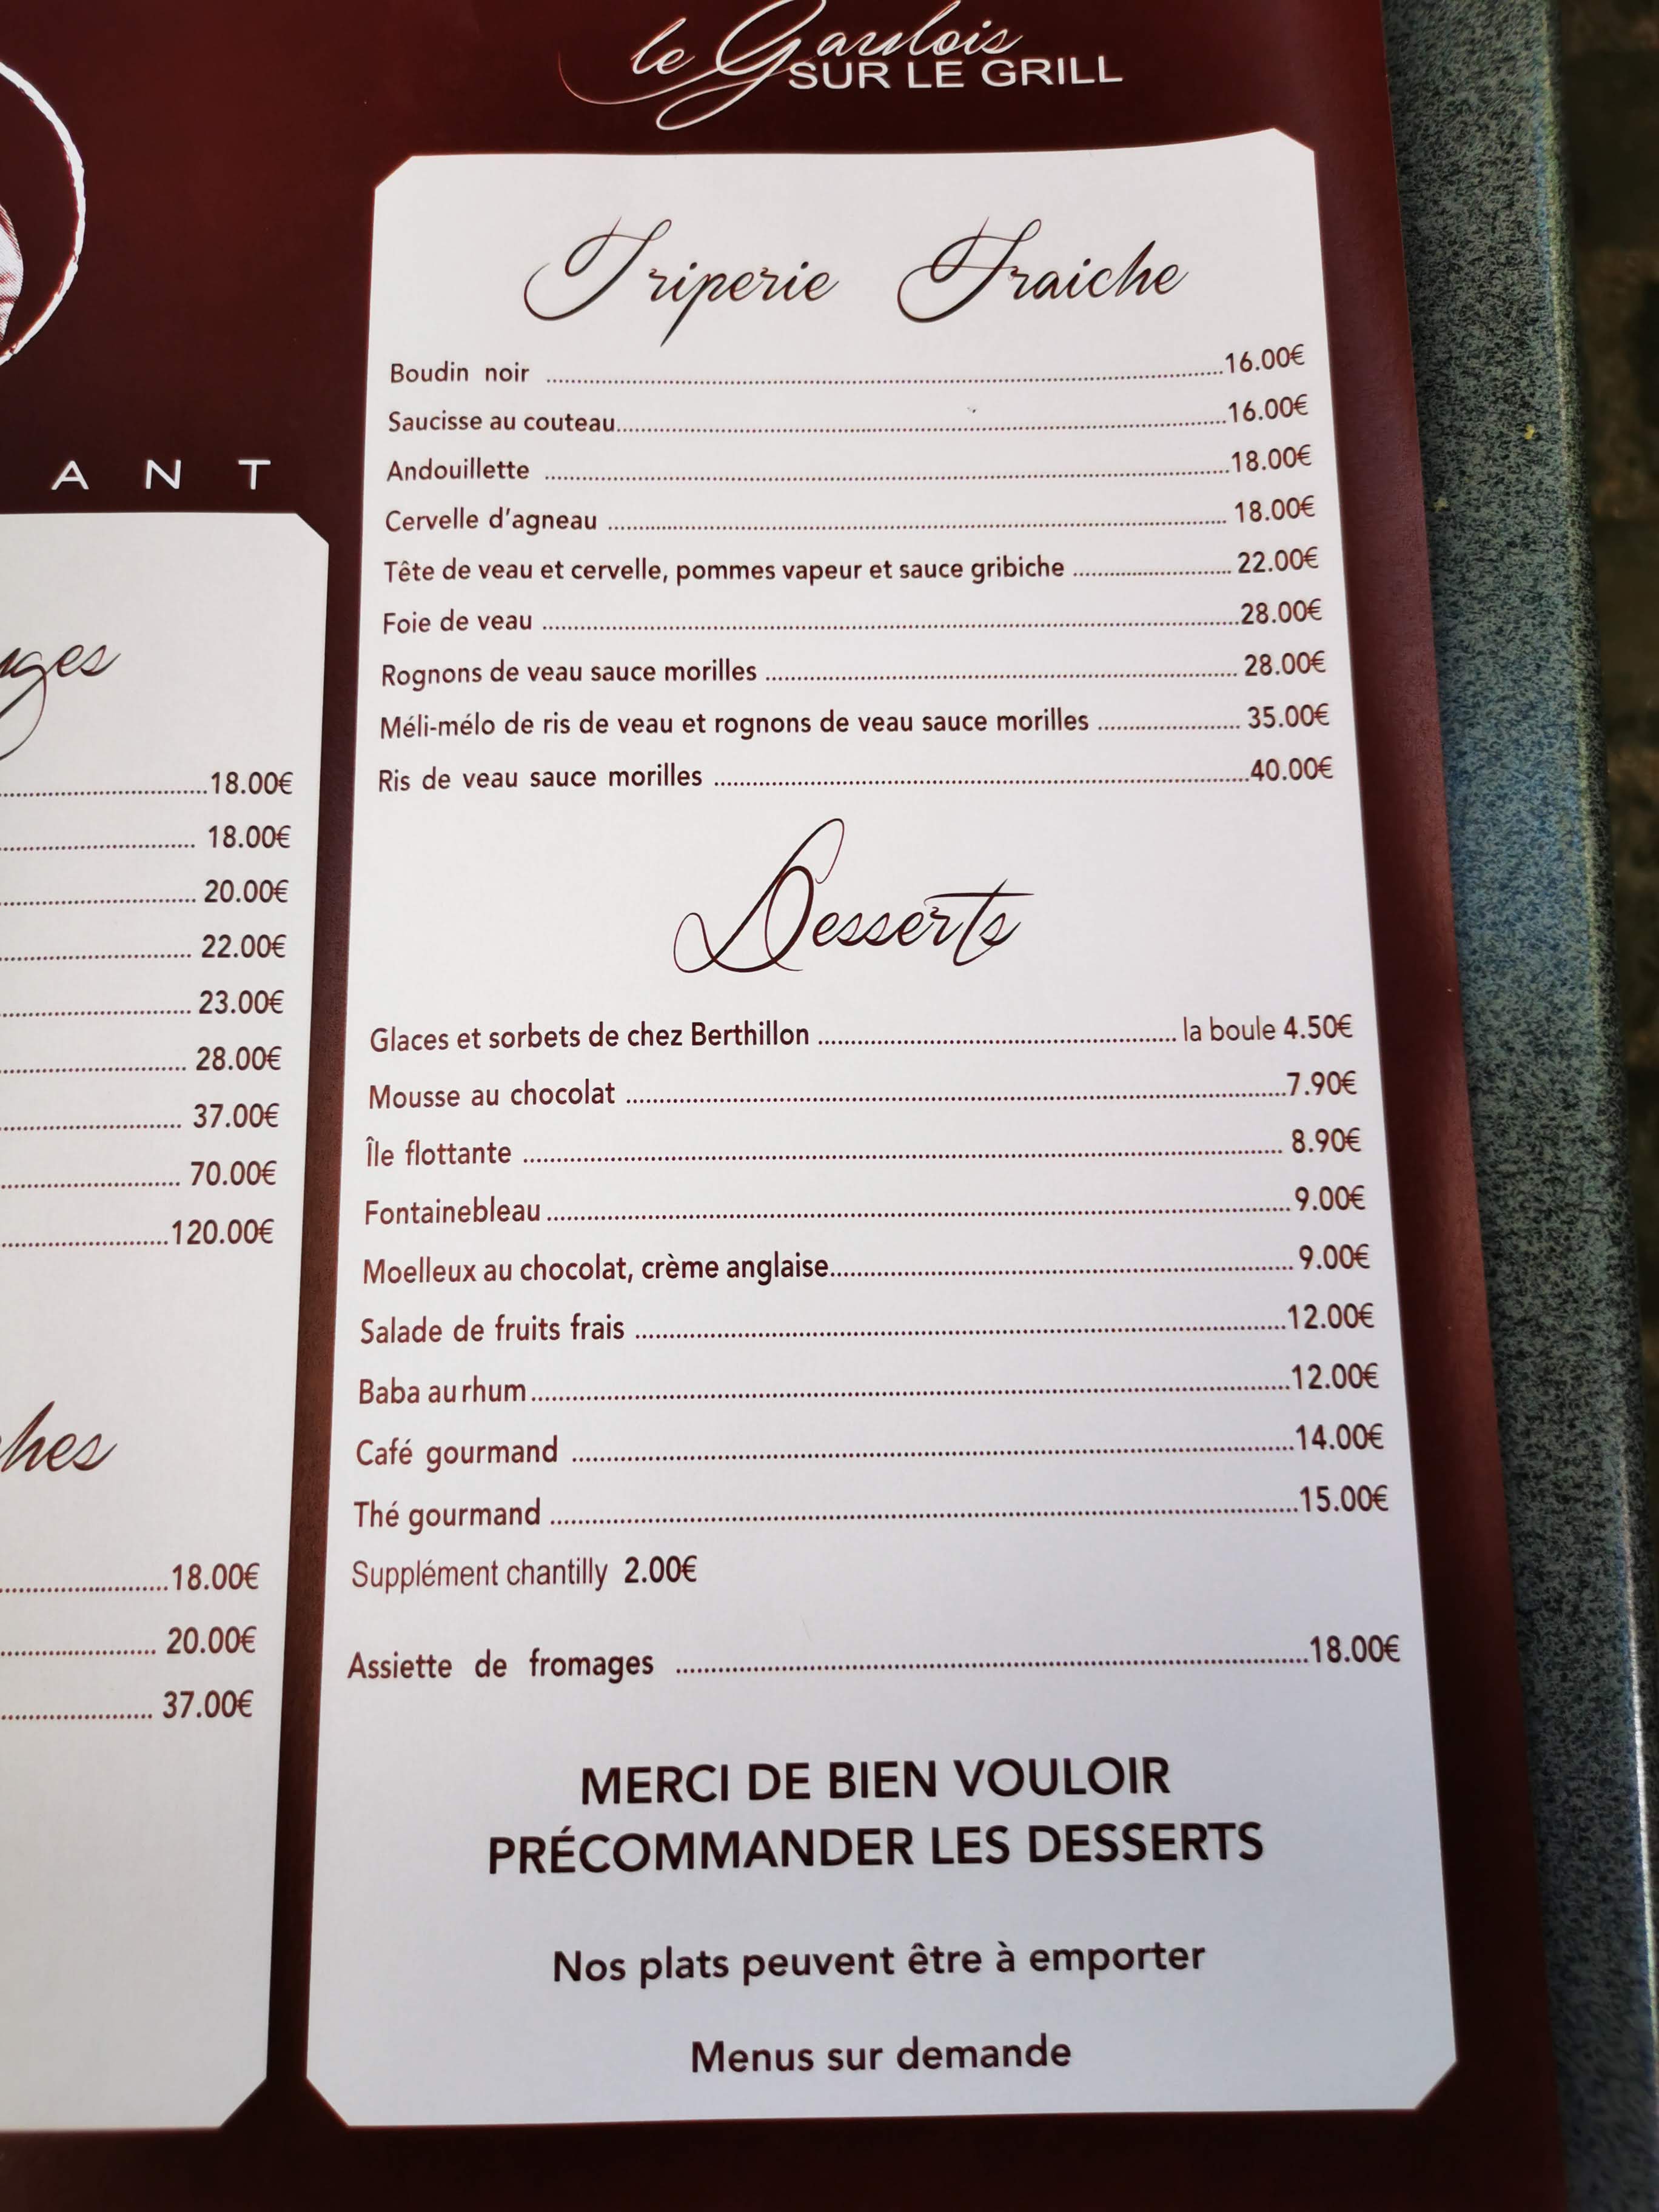 le Gaulois
SUR LE GRILL
ANT
18.00€
18.00€
20.00€
22.00€
23.00€
28.00€
37.00€
70.00€
120.00€
18.00€
20.00€
37.00€
Triperie Fraiche
Boudin noir 16.00€
Saucisse au couteau 16.00€
Andouillette 18.00€
Cervelle d'agneau 18.00€
Tête de veau et cervelle, pommes vapeur et sauce gribiche 22.00€
Foie de veau 28.00€
Rognons de veau sauce morilles 28.00€
Méli-mélo de ris de veau et rognons de veau sauce morilles 35.00€
Ris de veau sauce morilles 40.00€
Desserts
Glaces et sorbets de chez Berthillon la boule 4.50€
Mousse au chocolat 7.90€
Île flottante 8.90€
Fontainebleau 9.00€
Moelleux au chocolat, crème anglaise 9.00€
Salade de fruits frais 12.00€
Baba au rhum 12.00€
Café gourmand 14.00€
Thé gourmand 15.00€
Supplément chantilly 2.00€
Assiette de fromages 18.00€
MERCI DE BIEN VOULOIR
PRÉCOMMANDER LES DESSERTS
Nos plats peuvent être à emporter
Menus sur demande